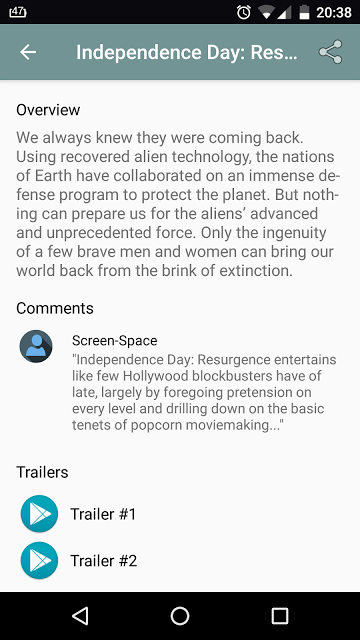 47 20:38
Independence Day: Res...
Overview
We always knew they were coming back.
Using recovered alien technology, the nations
of Earth have collaborated on an immense de-
fense program to protect the planet. But noth-
ing can prepare us for the aliens’ advanced
and unprecedented force. Only the ingenuity
of a few brave men and women can bring our
world back from the brink of extinction.
Comments
Screen-Space
"Independence Day: Resurgence entertains
like few Hollywood blockbusters have of
late, largely by foregoing pretension on
every level and drilling down on the basic
tenets of popcorn moviemaking..."
Trailers
Trailer #1
Trailer #2